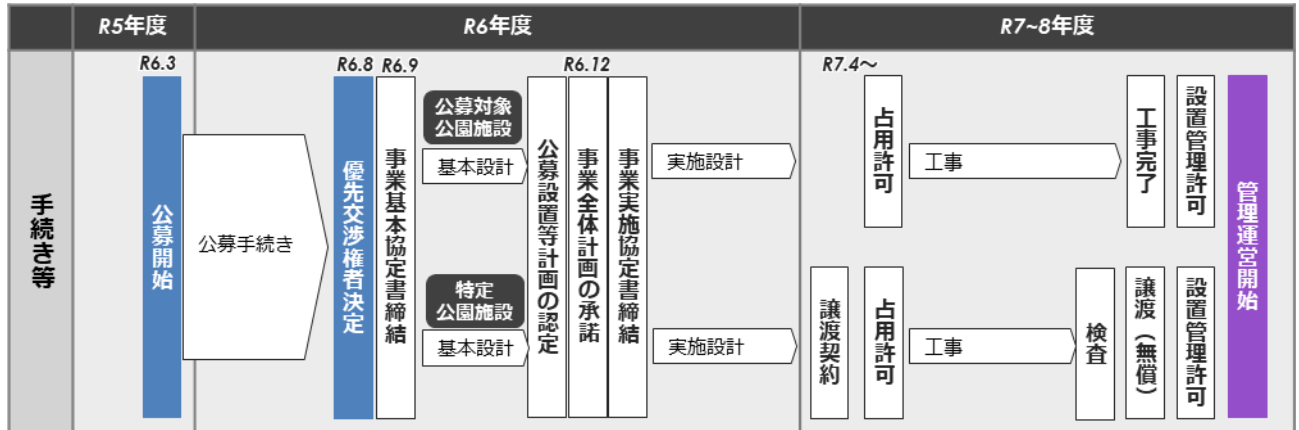 R5年度
R6年度
R7~8年度
手続き等
R6.3
R6.8
R6.9
R6.12
R7.4～
公募開始
公募手続き
優先交渉権者決定
事業基本協定書締結
公募対象
公園施設
基本設計
特定
公園施設
基本設計
公募設置等計画の認定
事業全体計画の承諾
事業実施協定書締結
実施設計
実施設計
占用許可
工事
工事完了
設置管理許可
譲渡契約
占用許可
工事
検査
譲渡（無償）
設置管理許可
管理運営開始